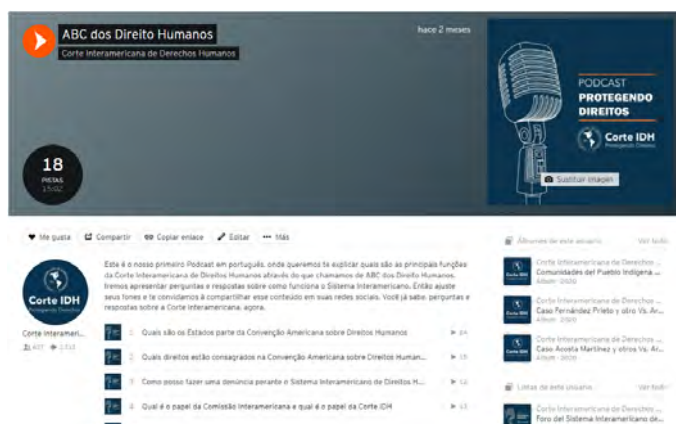 ABC dos Direito Humanos
Corte Interamericana de Derechos Humanos
hace 2 meses
PODCAST
PROTEGENDO
DIREITOS
Corte IDH
Protegiendo Derechos
Sustituir imagen
18
PISTAS
15:02
Me gusta
Compartir
Copiar enlace
Editar
Más
Este é o nosso primeiro Podcast em português, onde queremos te explicar quais são as principais funções
da Corte Interamericana de Direitos Humanos através do que chamamos de ABC dos Direito Humanos.
Iremos apresentar perguntas e respostas sobre como funciona o Sistema Interamericano. Então ajuste
seus fones e te convidamos à compartilhar esse conteúdo em suas redes sociais. Você já sabe, perguntas e
respostas sobre a Corte Interamericana, agora.
Corte IDH
Protegiendo Derechos
Corte Interameri...
1 Quais são os Estados parte da Convenção Americana sobre Direitos Humanos
2 Quais direitos estão consagrados na Convenção Americana sobre Direitos Human...
3 Como posso fazer uma denúncia perante o Sistema Interamericano de Direitos H...
4 Qual é o papel da Comissão Interamericana e qual é o papel da Corte IDH
Álbumes de este usuario
Ver todo
Corte Interamericana de Derechos ...
Comunidades del Pueblo Indígena ...
Álbum · 2020
Corte Interamericana de Derechos ...
Caso Fernández Prieto y otro Vs. Ar...
Álbum · 2020
Corte Interamericana de Derechos ...
Caso Acosta Martínez y otros Vs. Ar...
Álbum · 2020
Listas de este usuario
Ver todo
Corte Interamericana de Derechos ...
Foro del Sistema Interamericano de...